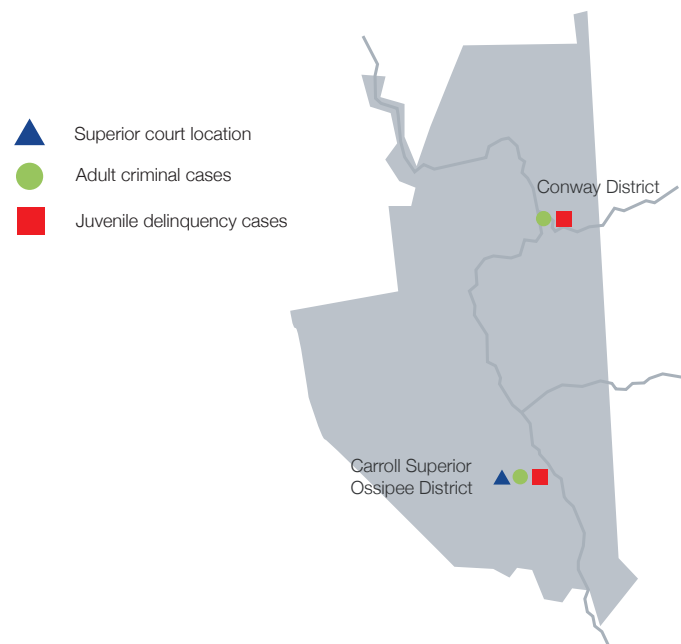 Superior court location
Adult criminal cases
Juvenile delinquency cases
Conway District
Carroll Superior
Ossipee District